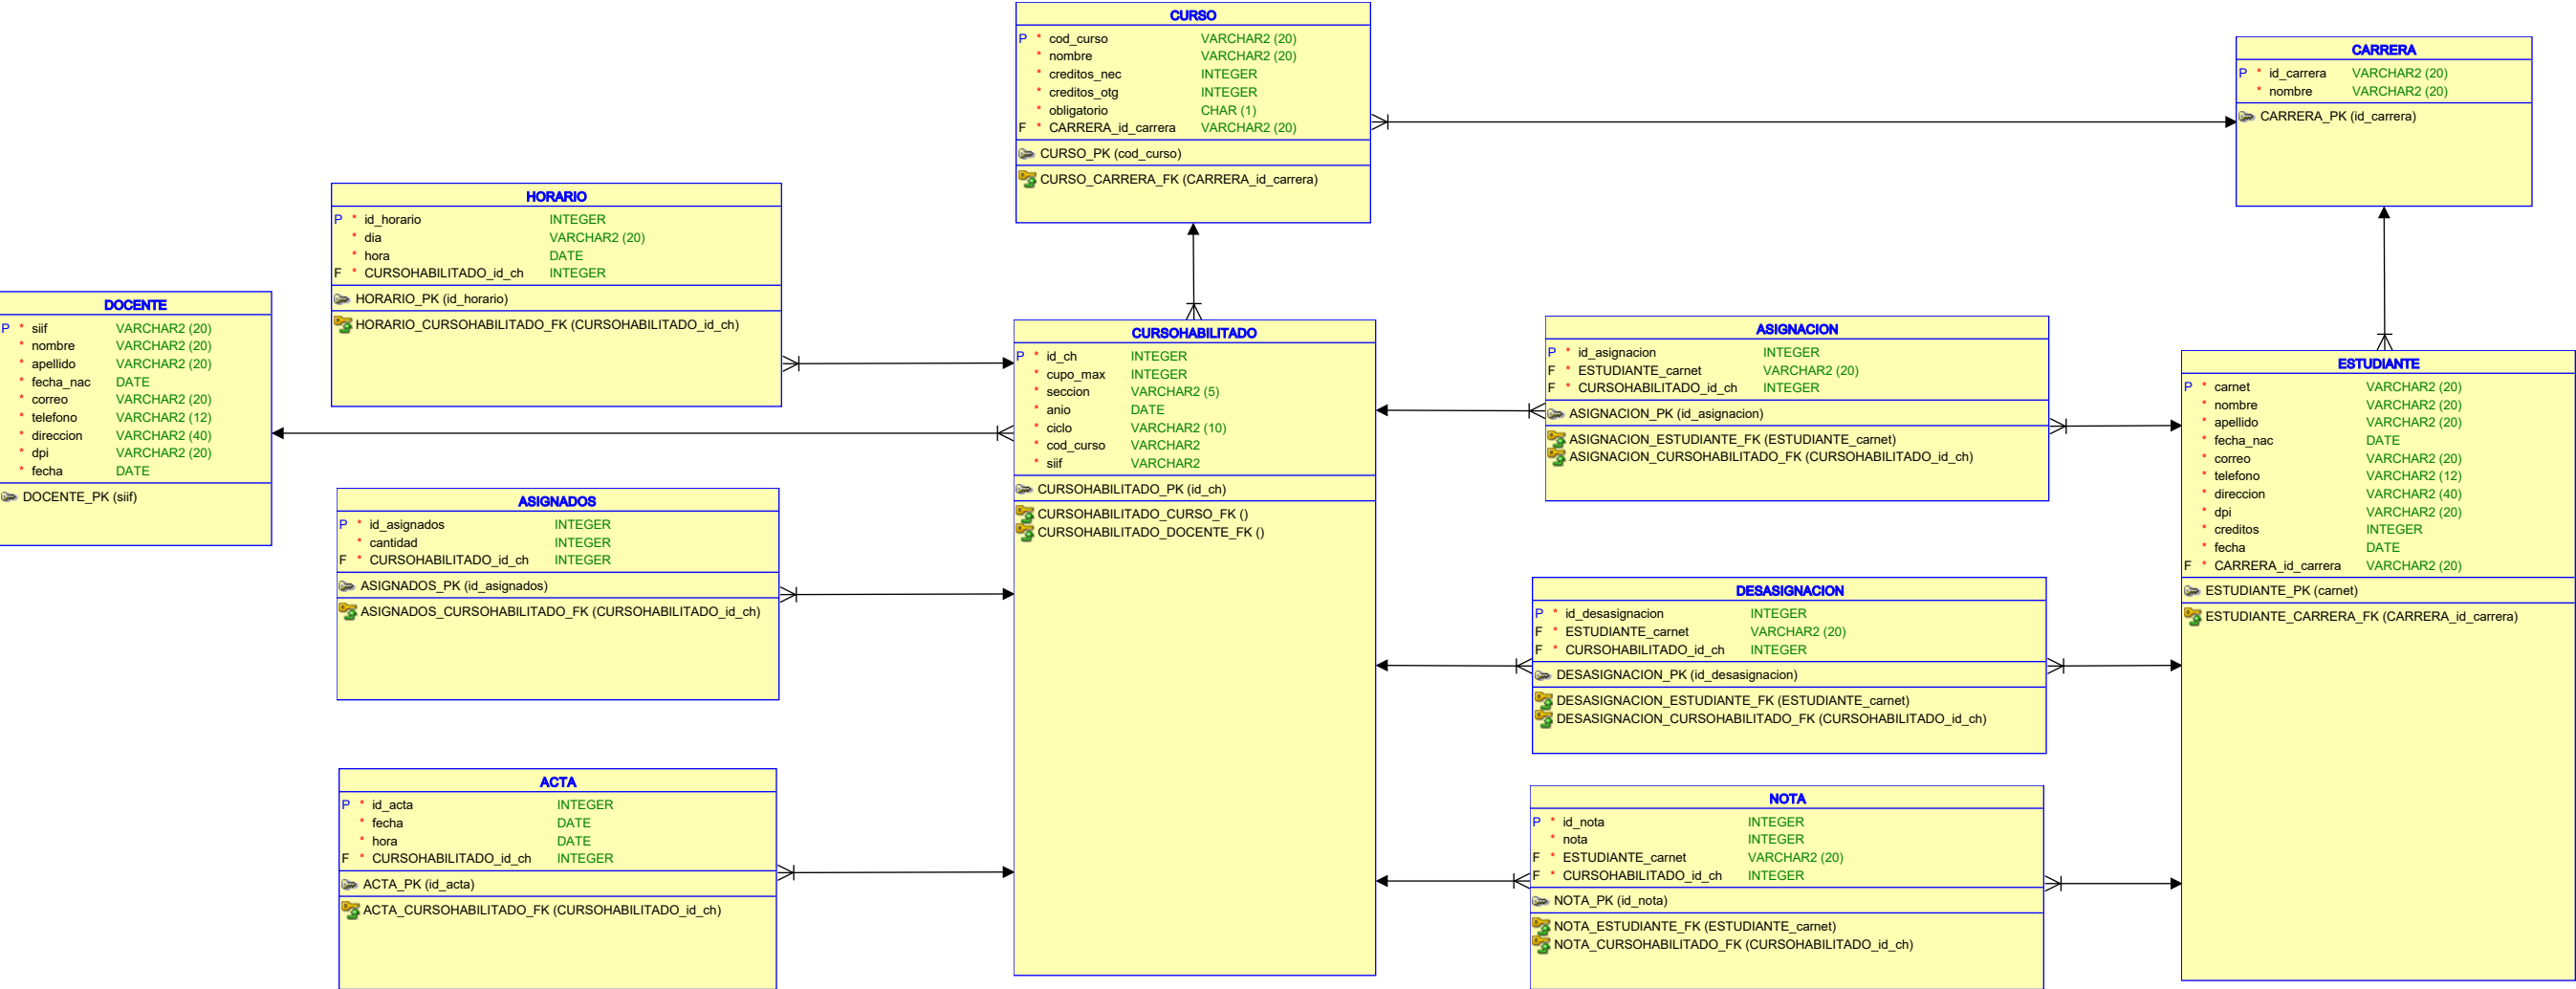 CURSO
P * cod_curso VARCHAR2 (20)
* nombre VARCHAR2 (20)
* creditos_nec INTEGER
* creditos_otg INTEGER
* obligatorio CHAR (1)
F * CARRERA_id_carrera VARCHAR2 (20)
CURSO_PK (cod_curso)
CURSO_CARRERA_FK (CARRERA_id_carrera)
CARRERA
P * id_carrera VARCHAR2 (20)
* nombre VARCHAR2 (20)
CARRERA_PK (id_carrera)
HORARIO
P * id_horario INTEGER
* dia VARCHAR2 (20)
* hora DATE
F * CURSOHABILITADO_id_ch INTEGER
HORARIO_PK (id_horario)
HORARIO_CURSOHABILITADO_FK (CURSOHABILITADO_id_ch)
DOCENTE
P * siif VARCHAR2 (20)
* nombre VARCHAR2 (20)
* apellido VARCHAR2 (20)
* fecha_nac DATE
* correo VARCHAR2 (20)
* telefono VARCHAR2 (12)
* direccion VARCHAR2 (40)
* dpi VARCHAR2 (20)
* fecha DATE
DOCENTE_PK (siif)
CURSOHABILITADO
P * id_ch INTEGER
* cupo_max INTEGER
* seccion VARCHAR2 (5)
* anio DATE
* ciclo VARCHAR2 (10)
* cod_curso VARCHAR2
* siif VARCHAR2
CURSOHABILITADO_PK (id_ch)
CURSOHABILITADO_CURSO_FK ()
CURSOHABILITADO_DOCENTE_FK ()
ASIGNACION
P * id_asignacion INTEGER
F * ESTUDIANTE_carnet VARCHAR2 (20)
F * CURSOHABILITADO_id_ch INTEGER
ASIGNACION_PK (id_asignacion)
ASIGNACION_ESTUDIANTE_FK (ESTUDIANTE_carnet)
ASIGNACION_CURSOHABILITADO_FK (CURSOHABILITADO_id_ch)
ESTUDIANTE
P * carnet VARCHAR2 (20)
* nombre VARCHAR2 (20)
* apellido VARCHAR2 (20)
* fecha_nac DATE
* correo VARCHAR2 (20)
* telefono VARCHAR2 (12)
* direccion VARCHAR2 (40)
* dpi VARCHAR2 (20)
* creditos INTEGER
* fecha DATE
F * CARRERA_id_carrera VARCHAR2 (20)
ESTUDIANTE_PK (carnet)
ESTUDIANTE_CARRERA_FK (CARRERA_id_carrera)
ASIGNADOS
P * id_asignados INTEGER
* cantidad INTEGER
F * CURSOHABILITADO_id_ch INTEGER
ASIGNADOS_PK (id_asignados)
ASIGNADOS_CURSOHABILITADO_FK (CURSOHABILITADO_id_ch)
DESASIGNACION
P * id_desasignacion INTEGER
F * ESTUDIANTE_carnet VARCHAR2 (20)
F * CURSOHABILITADO_id_ch INTEGER
DESASIGNACION_PK (id_desasignacion)
DESASIGNACION_ESTUDIANTE_FK (ESTUDIANTE_carnet)
DESASIGNACION_CURSOHABILITADO_FK (CURSOHABILITADO_id_ch)
ACTA
P * id_acta INTEGER
* fecha DATE
* hora DATE
F * CURSOHABILITADO_id_ch INTEGER
ACTA_PK (id_acta)
ACTA_CURSOHABILITADO_FK (CURSOHABILITADO_id_ch)
NOTA
P * id_nota INTEGER
* nota INTEGER
F * ESTUDIANTE_carnet VARCHAR2 (20)
F * CURSOHABILITADO_id_ch INTEGER
NOTA_PK (id_nota)
NOTA_ESTUDIANTE_FK (ESTUDIANTE_carnet)
NOTA_CURSOHABILITADO_FK (CURSOHABILITADO_id_ch)